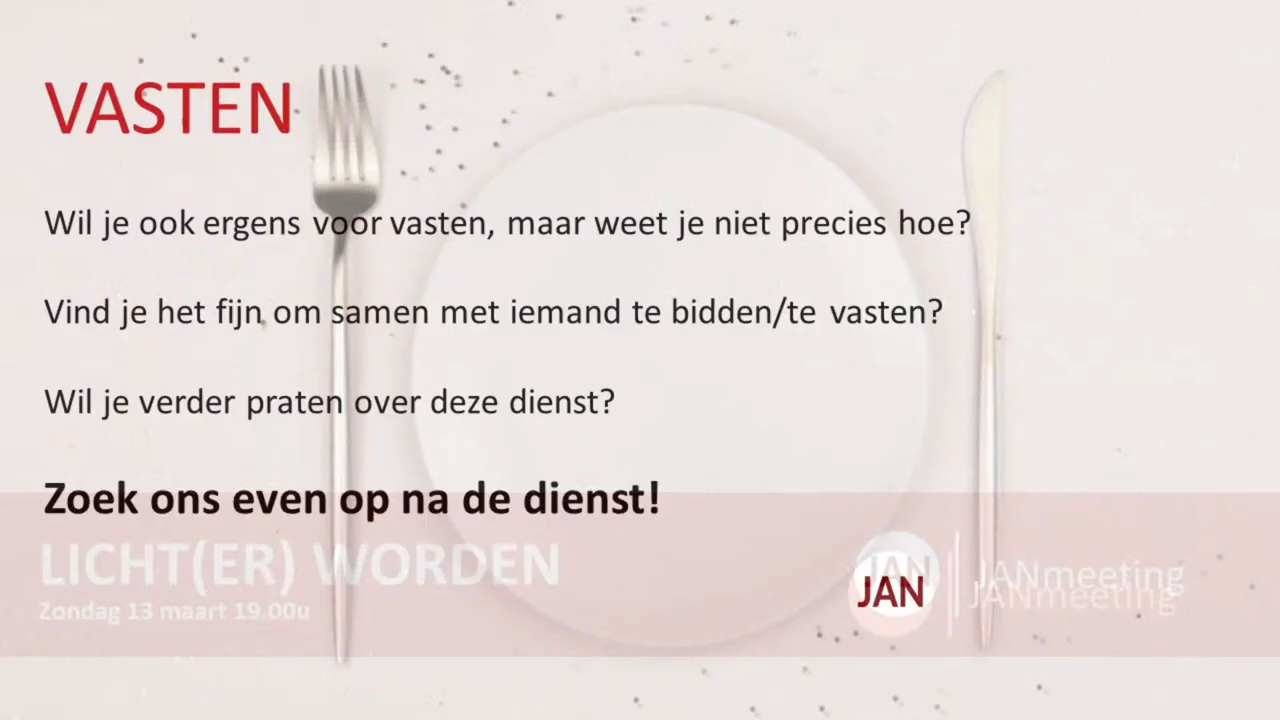 VASTEN
Wil je ook ergens voor vasten, maar weet je niet precies hoe?
Vind je het fijn om samen met iemand te bidden/te vasten?
Wil je verder praten over deze dienst?
Zoek ons even op na de dienst!
LICHT(ER) WORDEN
Zondag 13 maart 19.00u
JAN
JAN
JANmeeting
JANmeeting